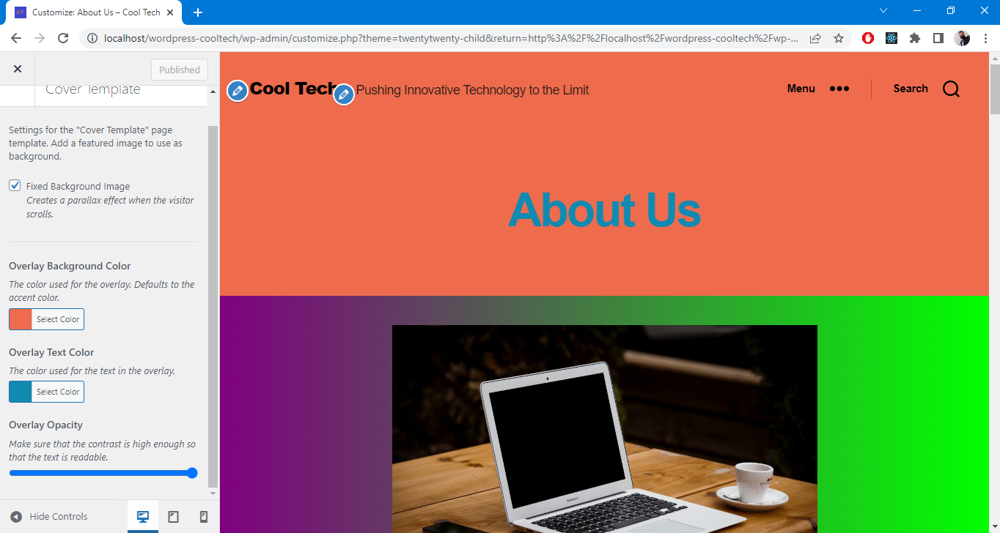 Customize: About Us – Cool Tech
localhost/wordpress-cooltech/wp-admin/customize.php?theme=twentytwenty-child&return=http%3A%2F%2Flocalhost%2Fwordpress-cooltech%2Fwp-...
Published
Cover Template
Settings for the "Cover Template" page
template. Add a featured image to use as
background.
Fixed Background Image
Creates a parallax effect when the visitor
scrolls.
Overlay Background Color
The color used for the overlay. Defaults to the
accent color.
Select Color
Overlay Text Color
The color used for the text in the overlay.
Select Color
Overlay Opacity
Make sure that the contrast is high enough so
that the text is readable.
Hide Controls
Cool Tech
Pushing Innovative Technology to the Limit
Menu
Search
About Us